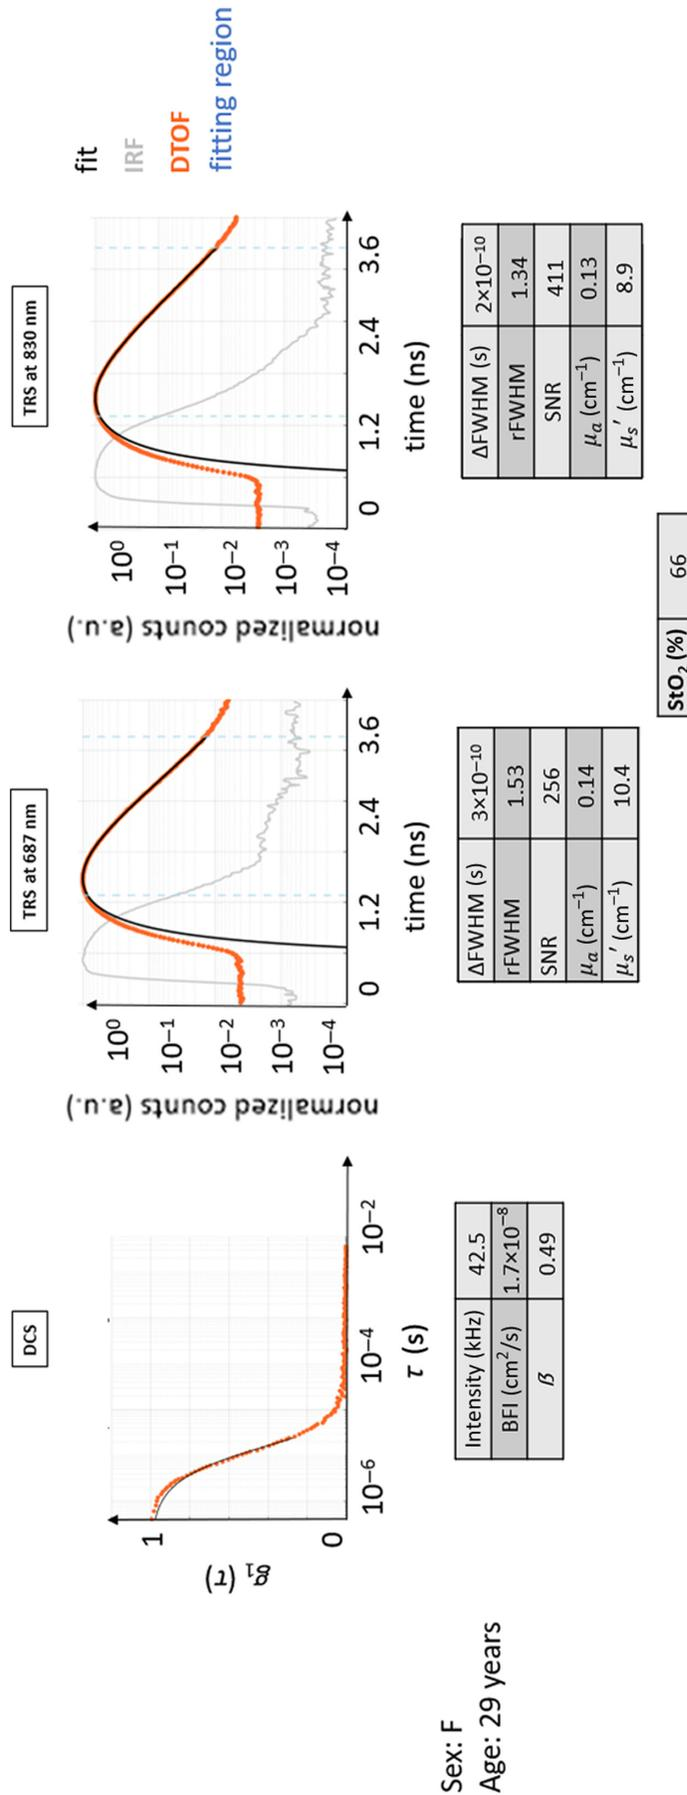 DCS
g₁ (τ)
1
0
10⁻⁶
10⁻⁴
10⁻²
τ (s)
Intensity (kHz) 42.5
BFI (cm²/s) 1.7×10⁻⁸
ß 0.49
Sex: F
Age: 29 years
TRS at 687 nm
normalized counts (a.u.)
10⁰
10⁻¹
10⁻²
10⁻³
10⁻⁴
0 1.2 2.4 3.6
time (ns)
ΔFWHM (s) 3×10⁻¹⁰
rFWHM 1.53
SNR 256
μₐ (cm⁻¹) 0.14
μₛ′ (cm⁻¹) 10.4
TRS at 830 nm
normalized counts (a.u.)
10⁰
10⁻¹
10⁻²
10⁻³
10⁻⁴
0 1.2 2.4 3.6
time (ns)
ΔFWHM (s) 2×10⁻¹⁰
rFWHM 1.34
SNR 411
μₐ (cm⁻¹) 0.13
μₛ′ (cm⁻¹) 8.9
fit
IRF
DTOF
fitting region
StO₂ (%) 66